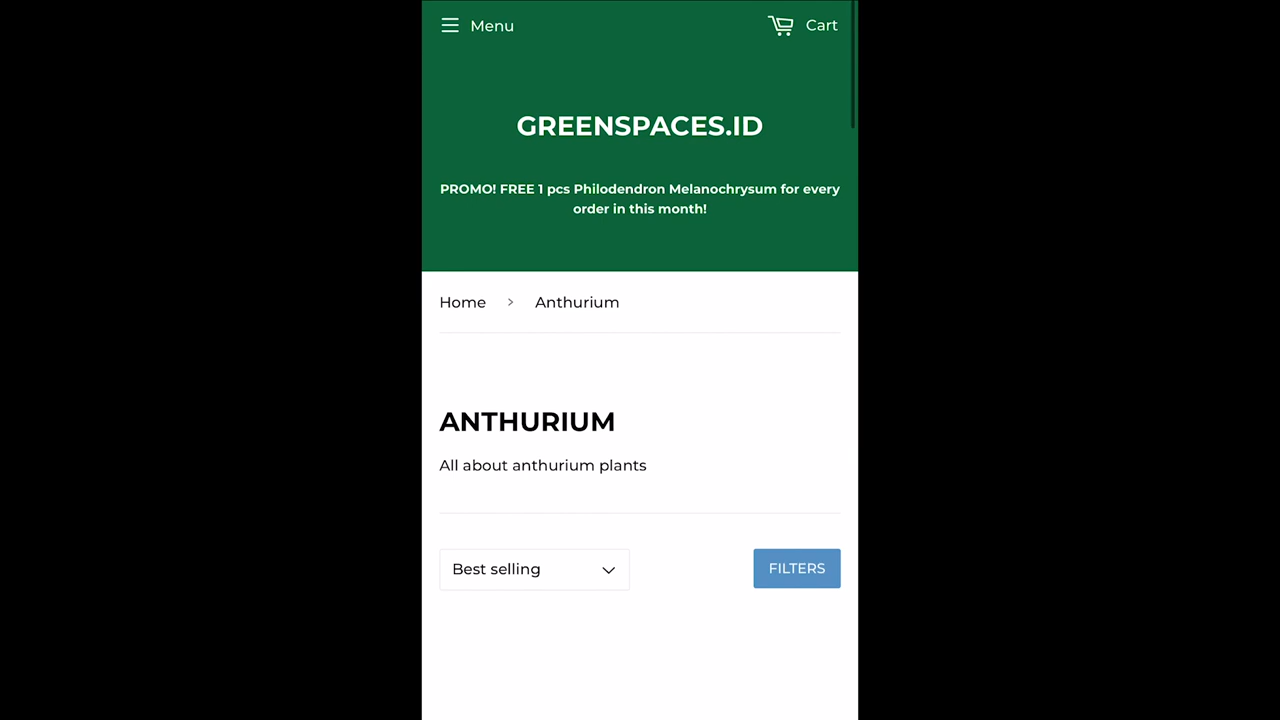 Menu
Cart
GREENSPACES.ID
PROMO! FREE 1 pcs Philodendron Melanochrysum for every
order in this month!
Home > Anthurium
ANTHURIUM
All about anthurium plants
Best selling
FILTERS